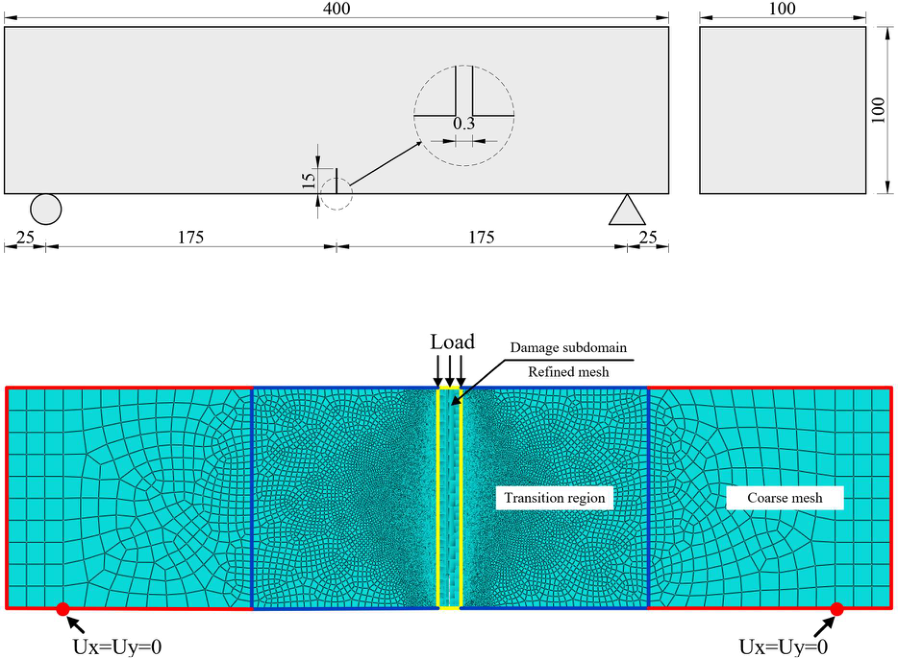 400
100
0.3
15
100
25
175
175
25
Load
Damage subdomain
Refined mesh
Transition region
Coarse mesh
Ux=Uy=0
Ux=Uy=0